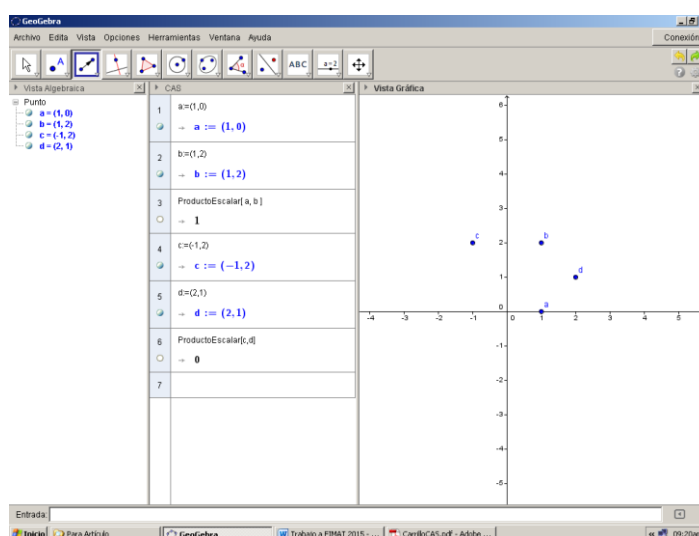 GeoGebra
Archivo Edita Vista Opciones Herramientas Ventana Ayuda
Conexión
A
ABC
a=2
Vista Algebraica
CAS
Vista Gráfica
Punto
a = (1, 0)
b = (1, 2)
c = (-1, 2)
d = (2, 1)
1
a:=(1,0)
→ a := (1, 0)
2
b:=(1,2)
→ b := (1, 2)
3
ProductoEscalar[ a, b ]
→ 1
4
c:=(-1,2)
→ c := (−1, 2)
5
d:=(2,1)
→ d := (2, 1)
6
ProductoEscalar[c,d]
→ 0
7
6
5
4
3
2
1
0
-1
-2
-3
-4
-5
-4 -3 -2 -1 0 1 2 3 4 5
c
b
d
a
Entrada:
Inicio
Para Artículo
GeoGebra
Trabajo a FIMAT 2015 - ...
CarrilloCAS.pdf - Adobe ...